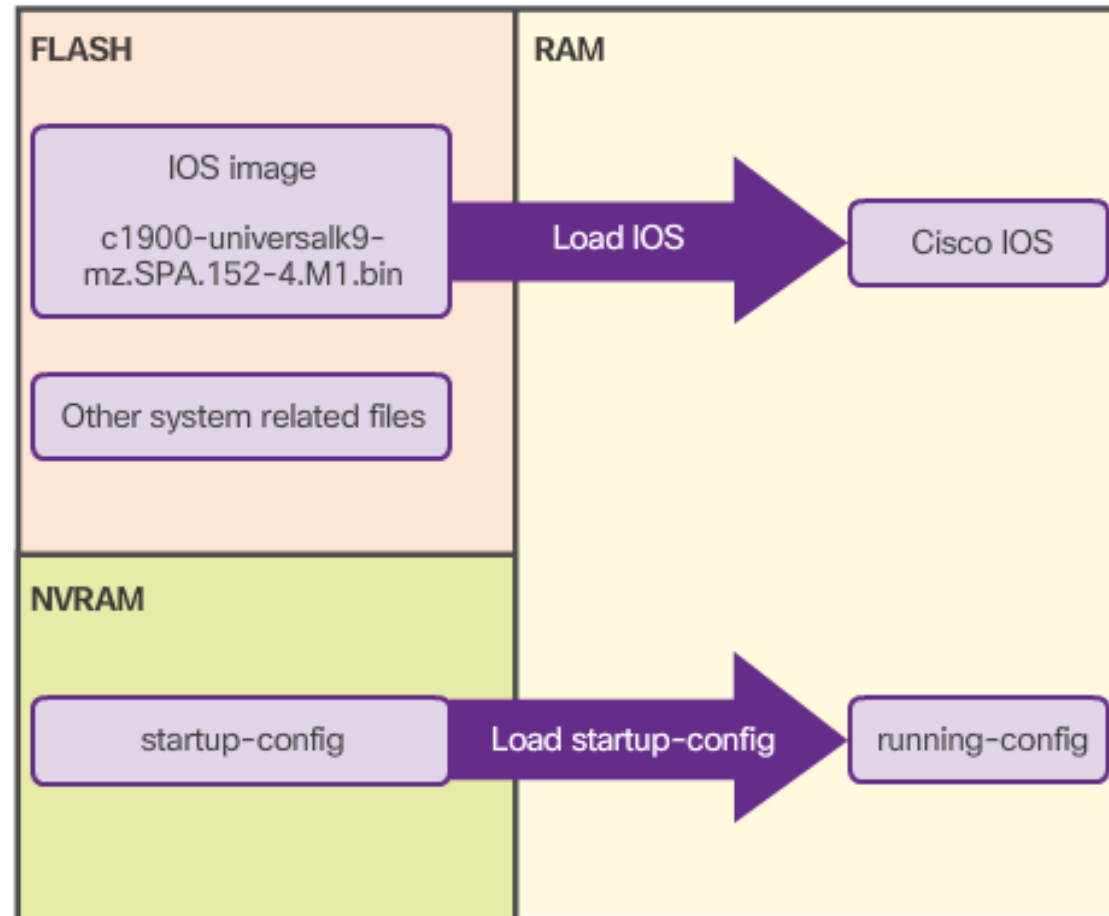 FLASH
RAM
IOS image
c1900-universalk9-
mz.SPA.152-4.M1.bin
Load IOS
Cisco IOS
Other system related files
NVRAM
startup-config
Load startup-config
running-config